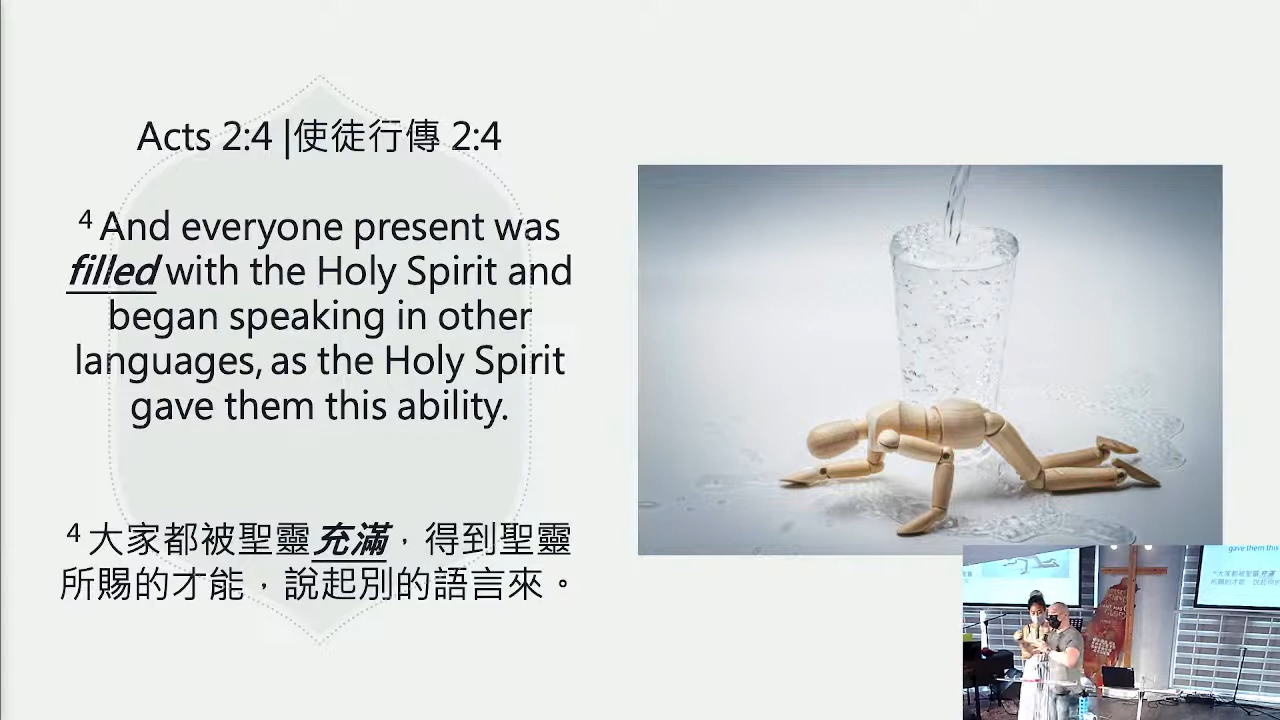 Acts 2:4 |使徒行傳 2:4
4 And everyone present was
filled with the Holy Spirit and
began speaking in other
languages, as the Holy Spirit
gave them this ability.
4 大家都被聖靈充滿，得到聖靈
所賜的才能，說起別的語言來。
gave them this